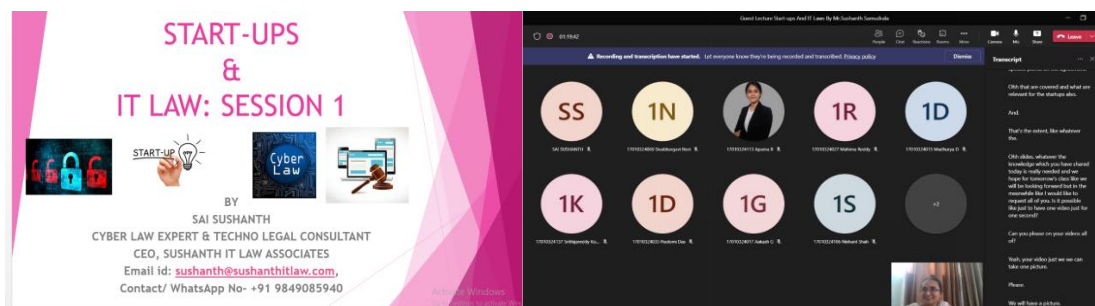 START-UPS
&
IT LAW: SESSION 1
START-UP
Cyber
Law
BY
SAI SUSHANTH
CYBER LAW EXPERT & TECHNO LEGAL CONSULTANT
CEO, SUSHANTH IT LAW ASSOCIATES
Email id: sushanth@sushanthitlaw.com,
Contact/ WhatsApp No- +91 9849085940
Activate Windows
Guest Lecture Start-ups And IT Laws By Mr.Sushanth Samudrala
01:19:42
People
Chat
Reactions
Rooms
More
Camera
Mic
Share
Leave
Recording and transcription have started. Let everyone know they're being recorded and transcribed. Privacy policy
Dismiss
Transcript
Ohh that are covered and what are
relevant for the startups also.
And.
That's the extent, like whatever
the.
Ohh slides, whatever the
knowledge which you have shared
today is really needed and we
hope for tomorrow's class like we
will be looking forward but in the
meanwhile like I would like to
request all of you. Is it possible
like just to have one video just for
one second?
Can you please on your videos all
of?
Yeah, your video just we we can
take one picture.
Please.
We will have a picture.
SS
1N
1R
1D
SAI SUSHANTH
1K
1D
1G
1S
+2